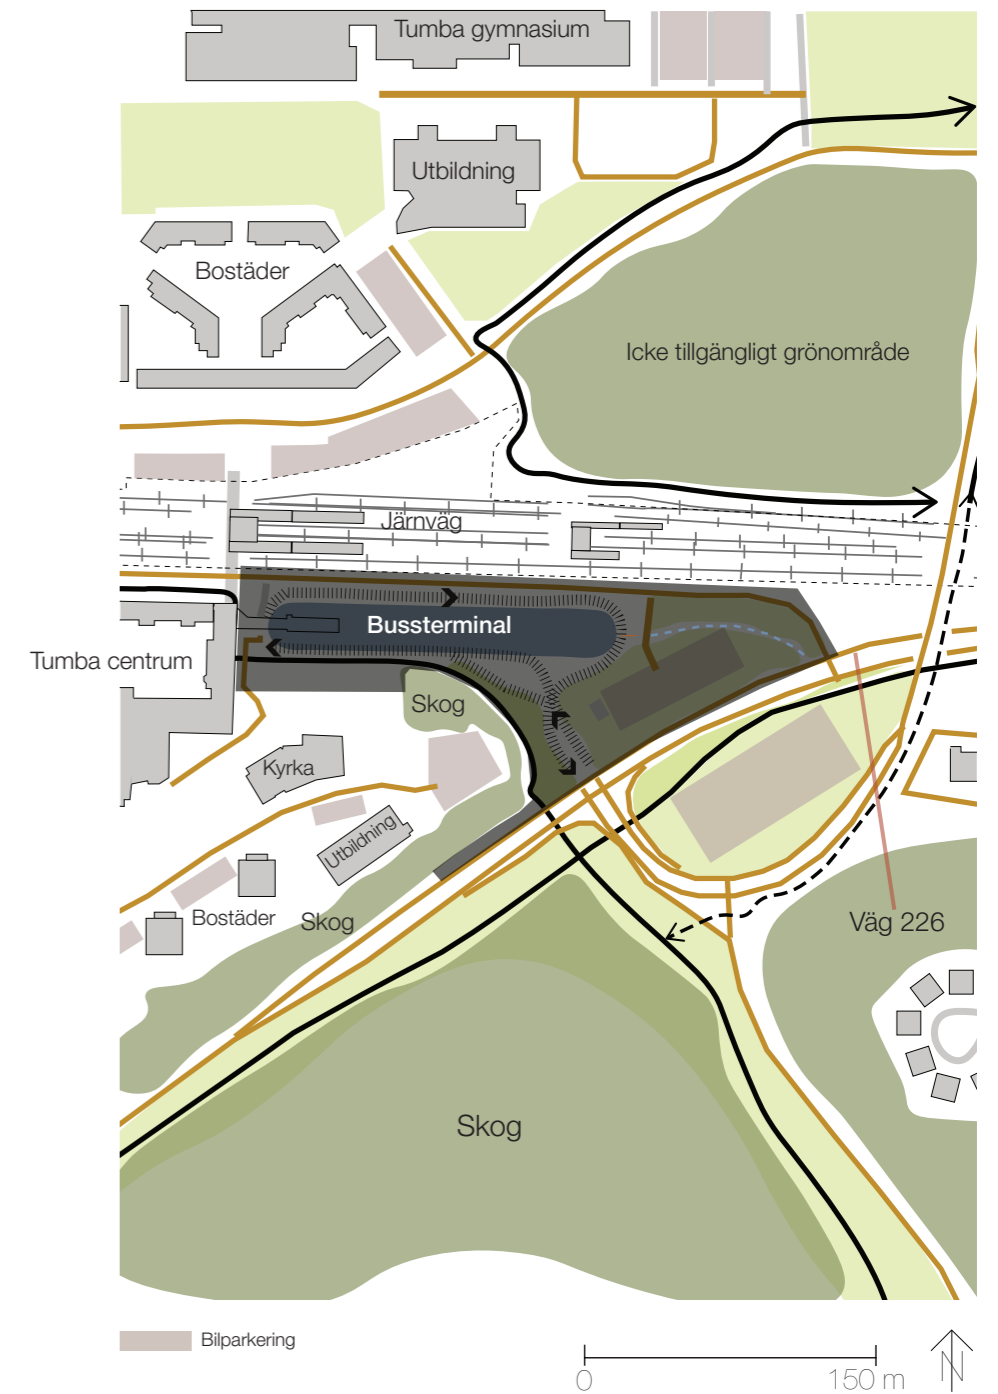 Tumba gymnasium
Utbildning
Bostäder
Icke tillgängligt grönområde
Järnväg
Bussterminal
Tumba centrum
Skog
Kyrka
Utbildning
Bostäder
Skog
Väg 226
Skog
Bilparkering
0
150 m
N